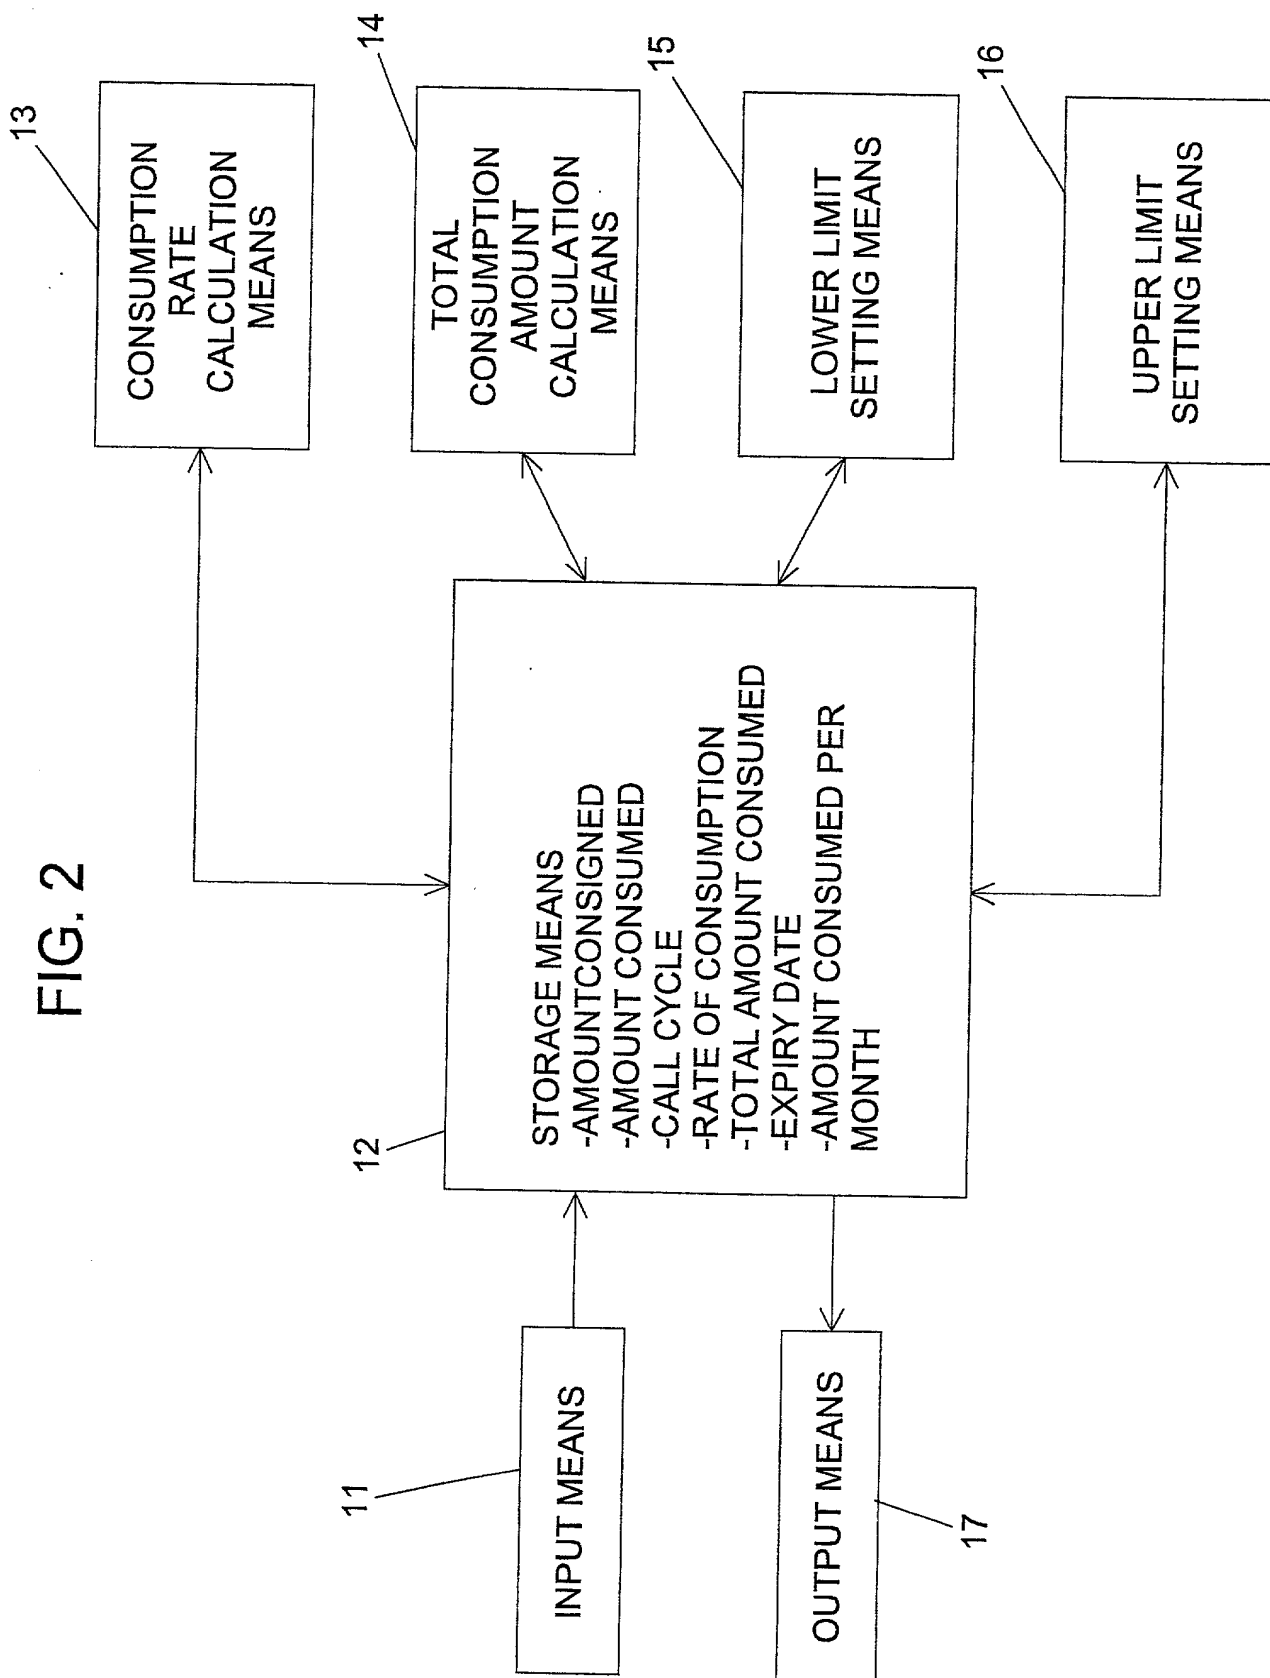 FIG. 2
11
INPUT MEANS
12
STORAGE MEANS
-AMOUNTCONSIGNED
-AMOUNT CONSUMED
-CALL CYCLE
-RATE OF CONSUMPTION
-TOTAL AMOUNT CONSUMED
-EXPIRY DATE
-AMOUNT CONSUMED PER
MONTH
13
CONSUMPTION
RATE
CALCULATION
MEANS
14
TOTAL
CONSUMPTION
AMOUNT
CALCULATION
MEANS
15
LOWER LIMIT
SETTING MEANS
16
UPPER LIMIT
SETTING MEANS
OUTPUT MEANS
17